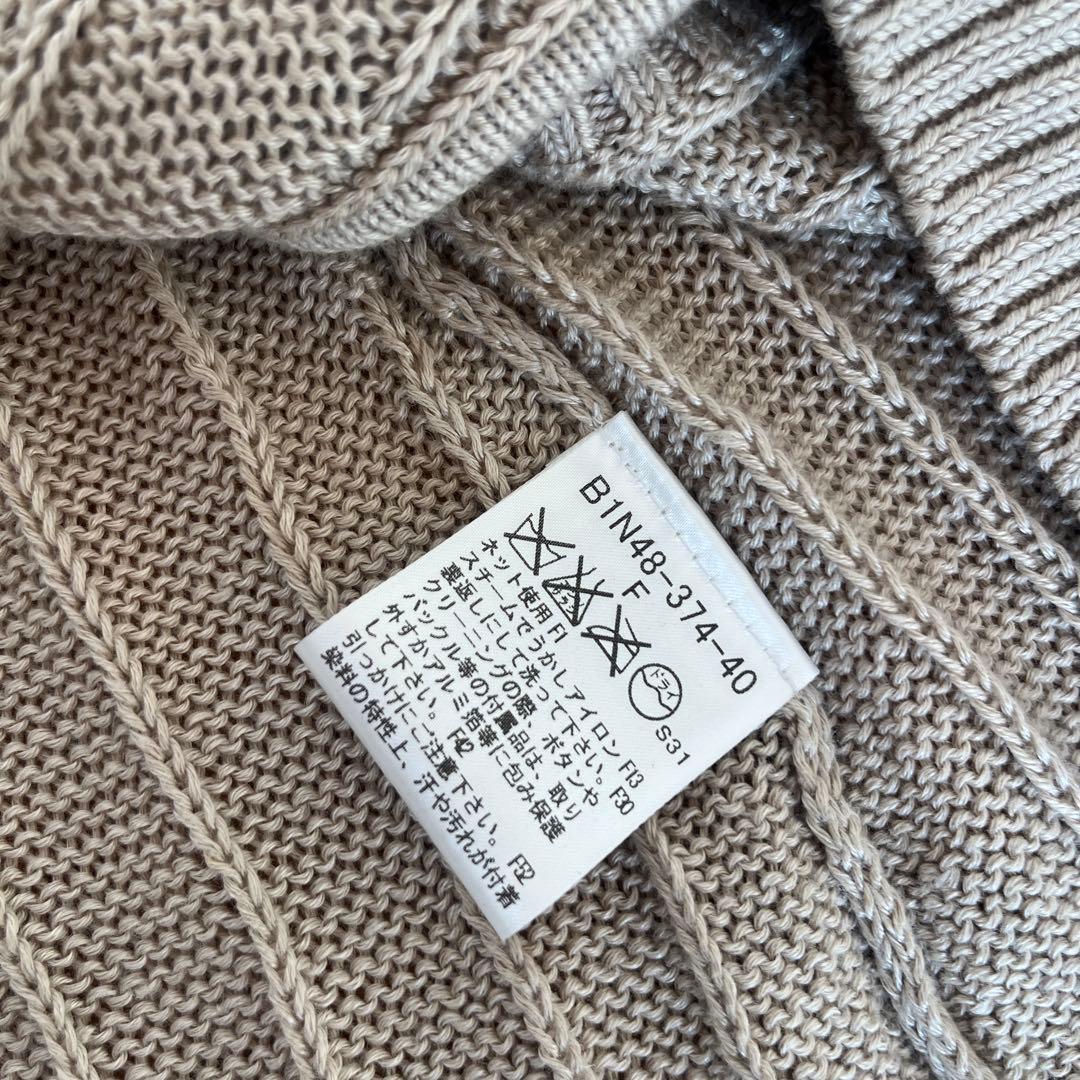 B1N48-374-40
F
ドライ
S31
ネット使用 F1
スチームでうかしアイロン F13
裏返しにして洗って下さい。 F30
クリーニングの際、ボタンや
バックル等の付属品は、取り
外すかアルミ箔等に包み保護
して下さい。 F42
引っかけにご注意下さい。 F52
染料の特性上、汗や汚れが付着